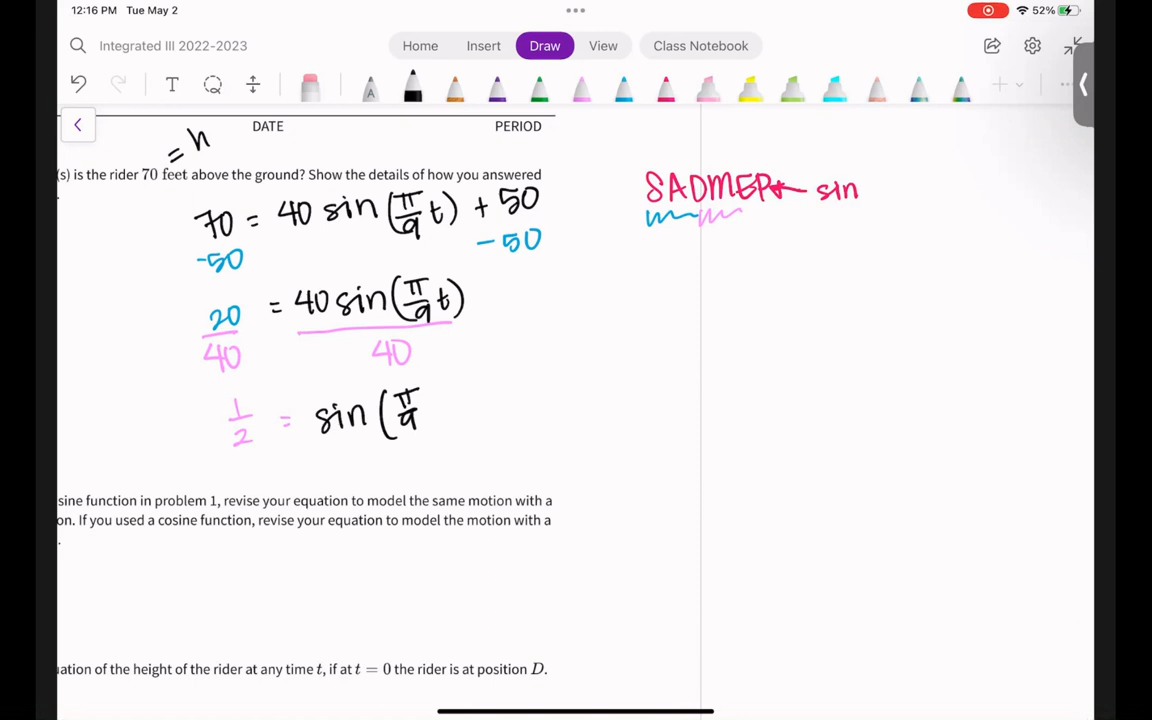 12:16 PM Tue May 2
52%
Integrated III 2022-2023
Home Insert Draw View Class Notebook
T
A
DATE PERIOD
= h
(s) is the rider 70 feet above the ground? Show the details of how you answered
.
SADMEP ← sin
70 = 40 sin(π/9 t) + 50
-50 - 50
20/40 = 40 sin(π/9 t)/40
1/2 = sin(π/9
sine function in problem 1, revise your equation to model the same motion with a
on. If you used a cosine function, revise your equation to model the motion with a
.
uation of the height of the rider at any time t, if at t = 0 the rider is at position D.